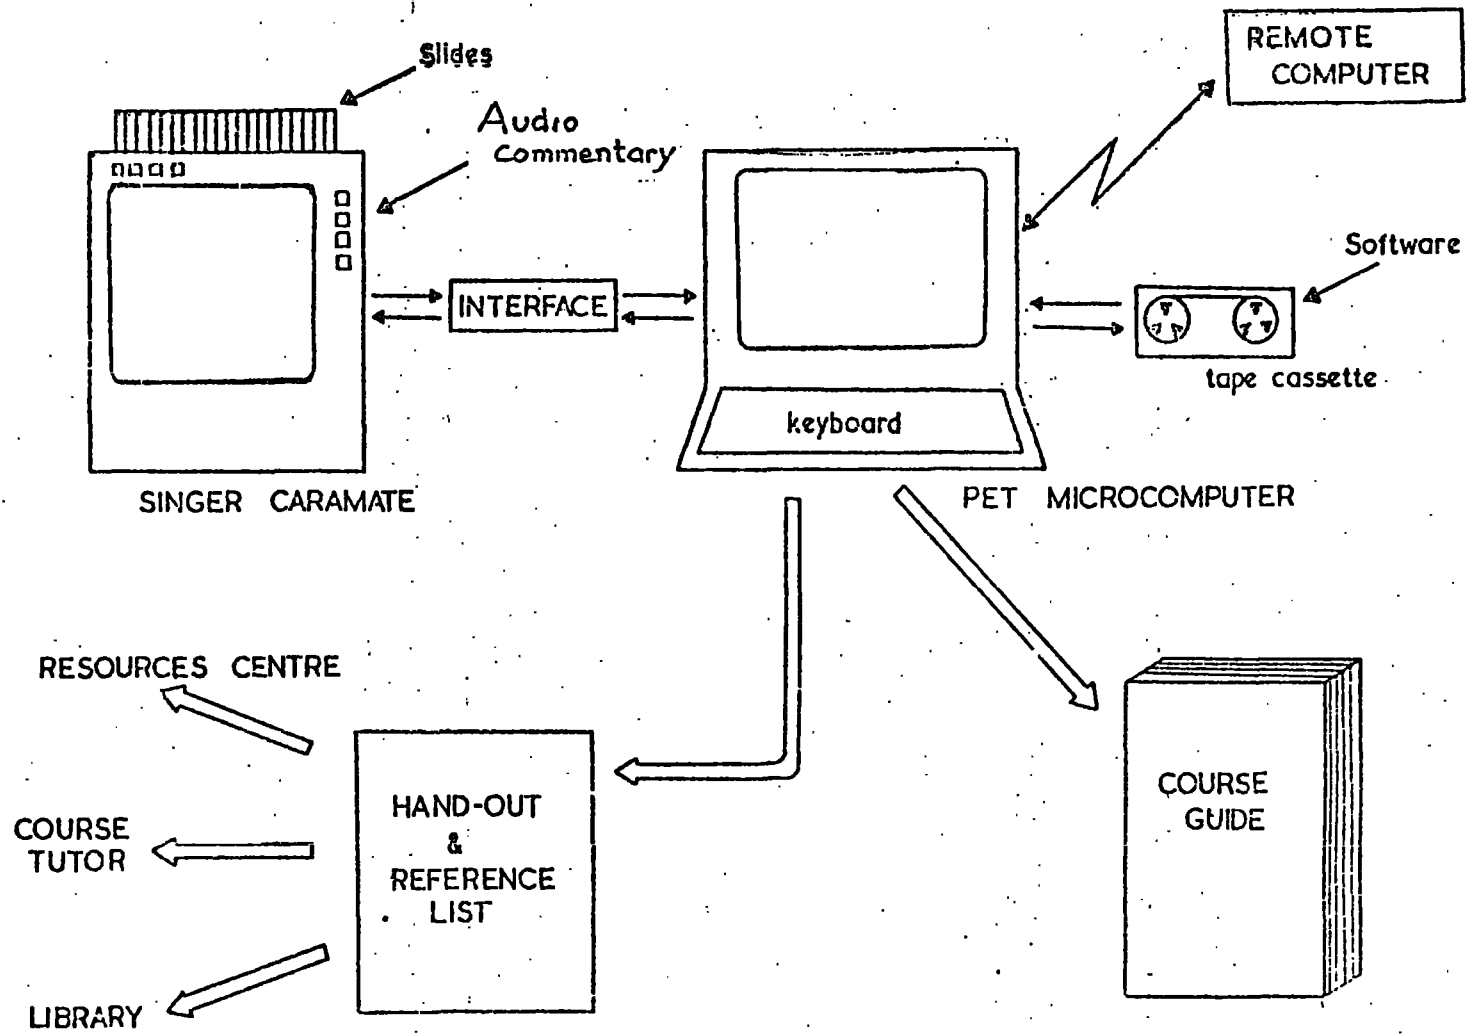 Slides
Audio
commentary
REMOTE
COMPUTER
INTERFACE
Software
tape cassette
keyboard
SINGER CARAMATE
PET MICROCOMPUTER
RESOURCES CENTRE
COURSE
TUTOR
LIBRARY
HAND-OUT
&
REFERENCE
LIST
COURSE
GUIDE